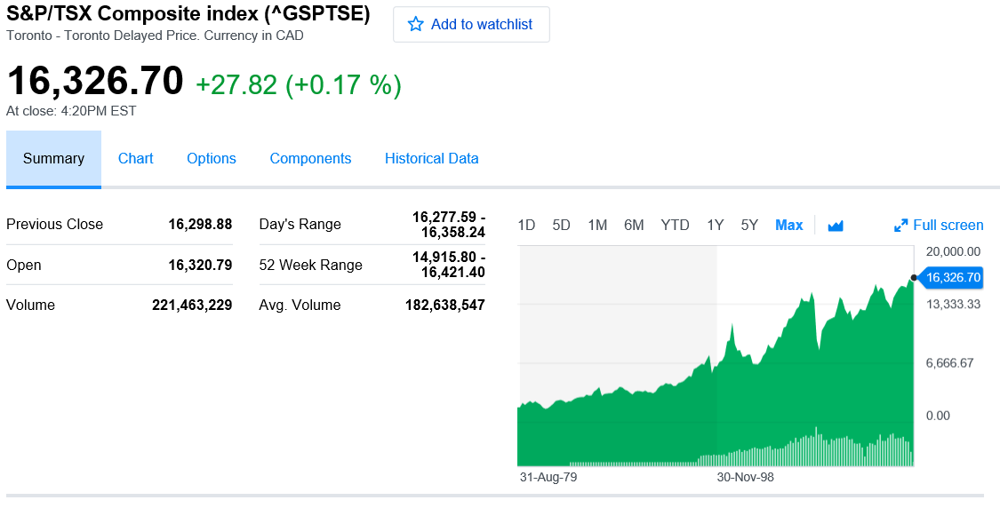 S&P/TSX Composite index (^GSPTSE)
Toronto - Toronto Delayed Price. Currency in CAD
Add to watchlist
16,326.70 +27.82 (+0.17 %)
At close: 4:20PM EST
Summary Chart Options Components Historical Data
Previous Close 16,298.88
Open 16,320.79
Volume 221,463,229
Day's Range 16,277.59 -
16,358.24
52 Week Range 14,915.80 -
16,421.40
Avg. Volume 182,638,547
1D 5D 1M 6M YTD 1Y 5Y Max Full screen
20,000.00
16,326.70
13,333.33
6,666.67
0.00
31-Aug-79 30-Nov-98